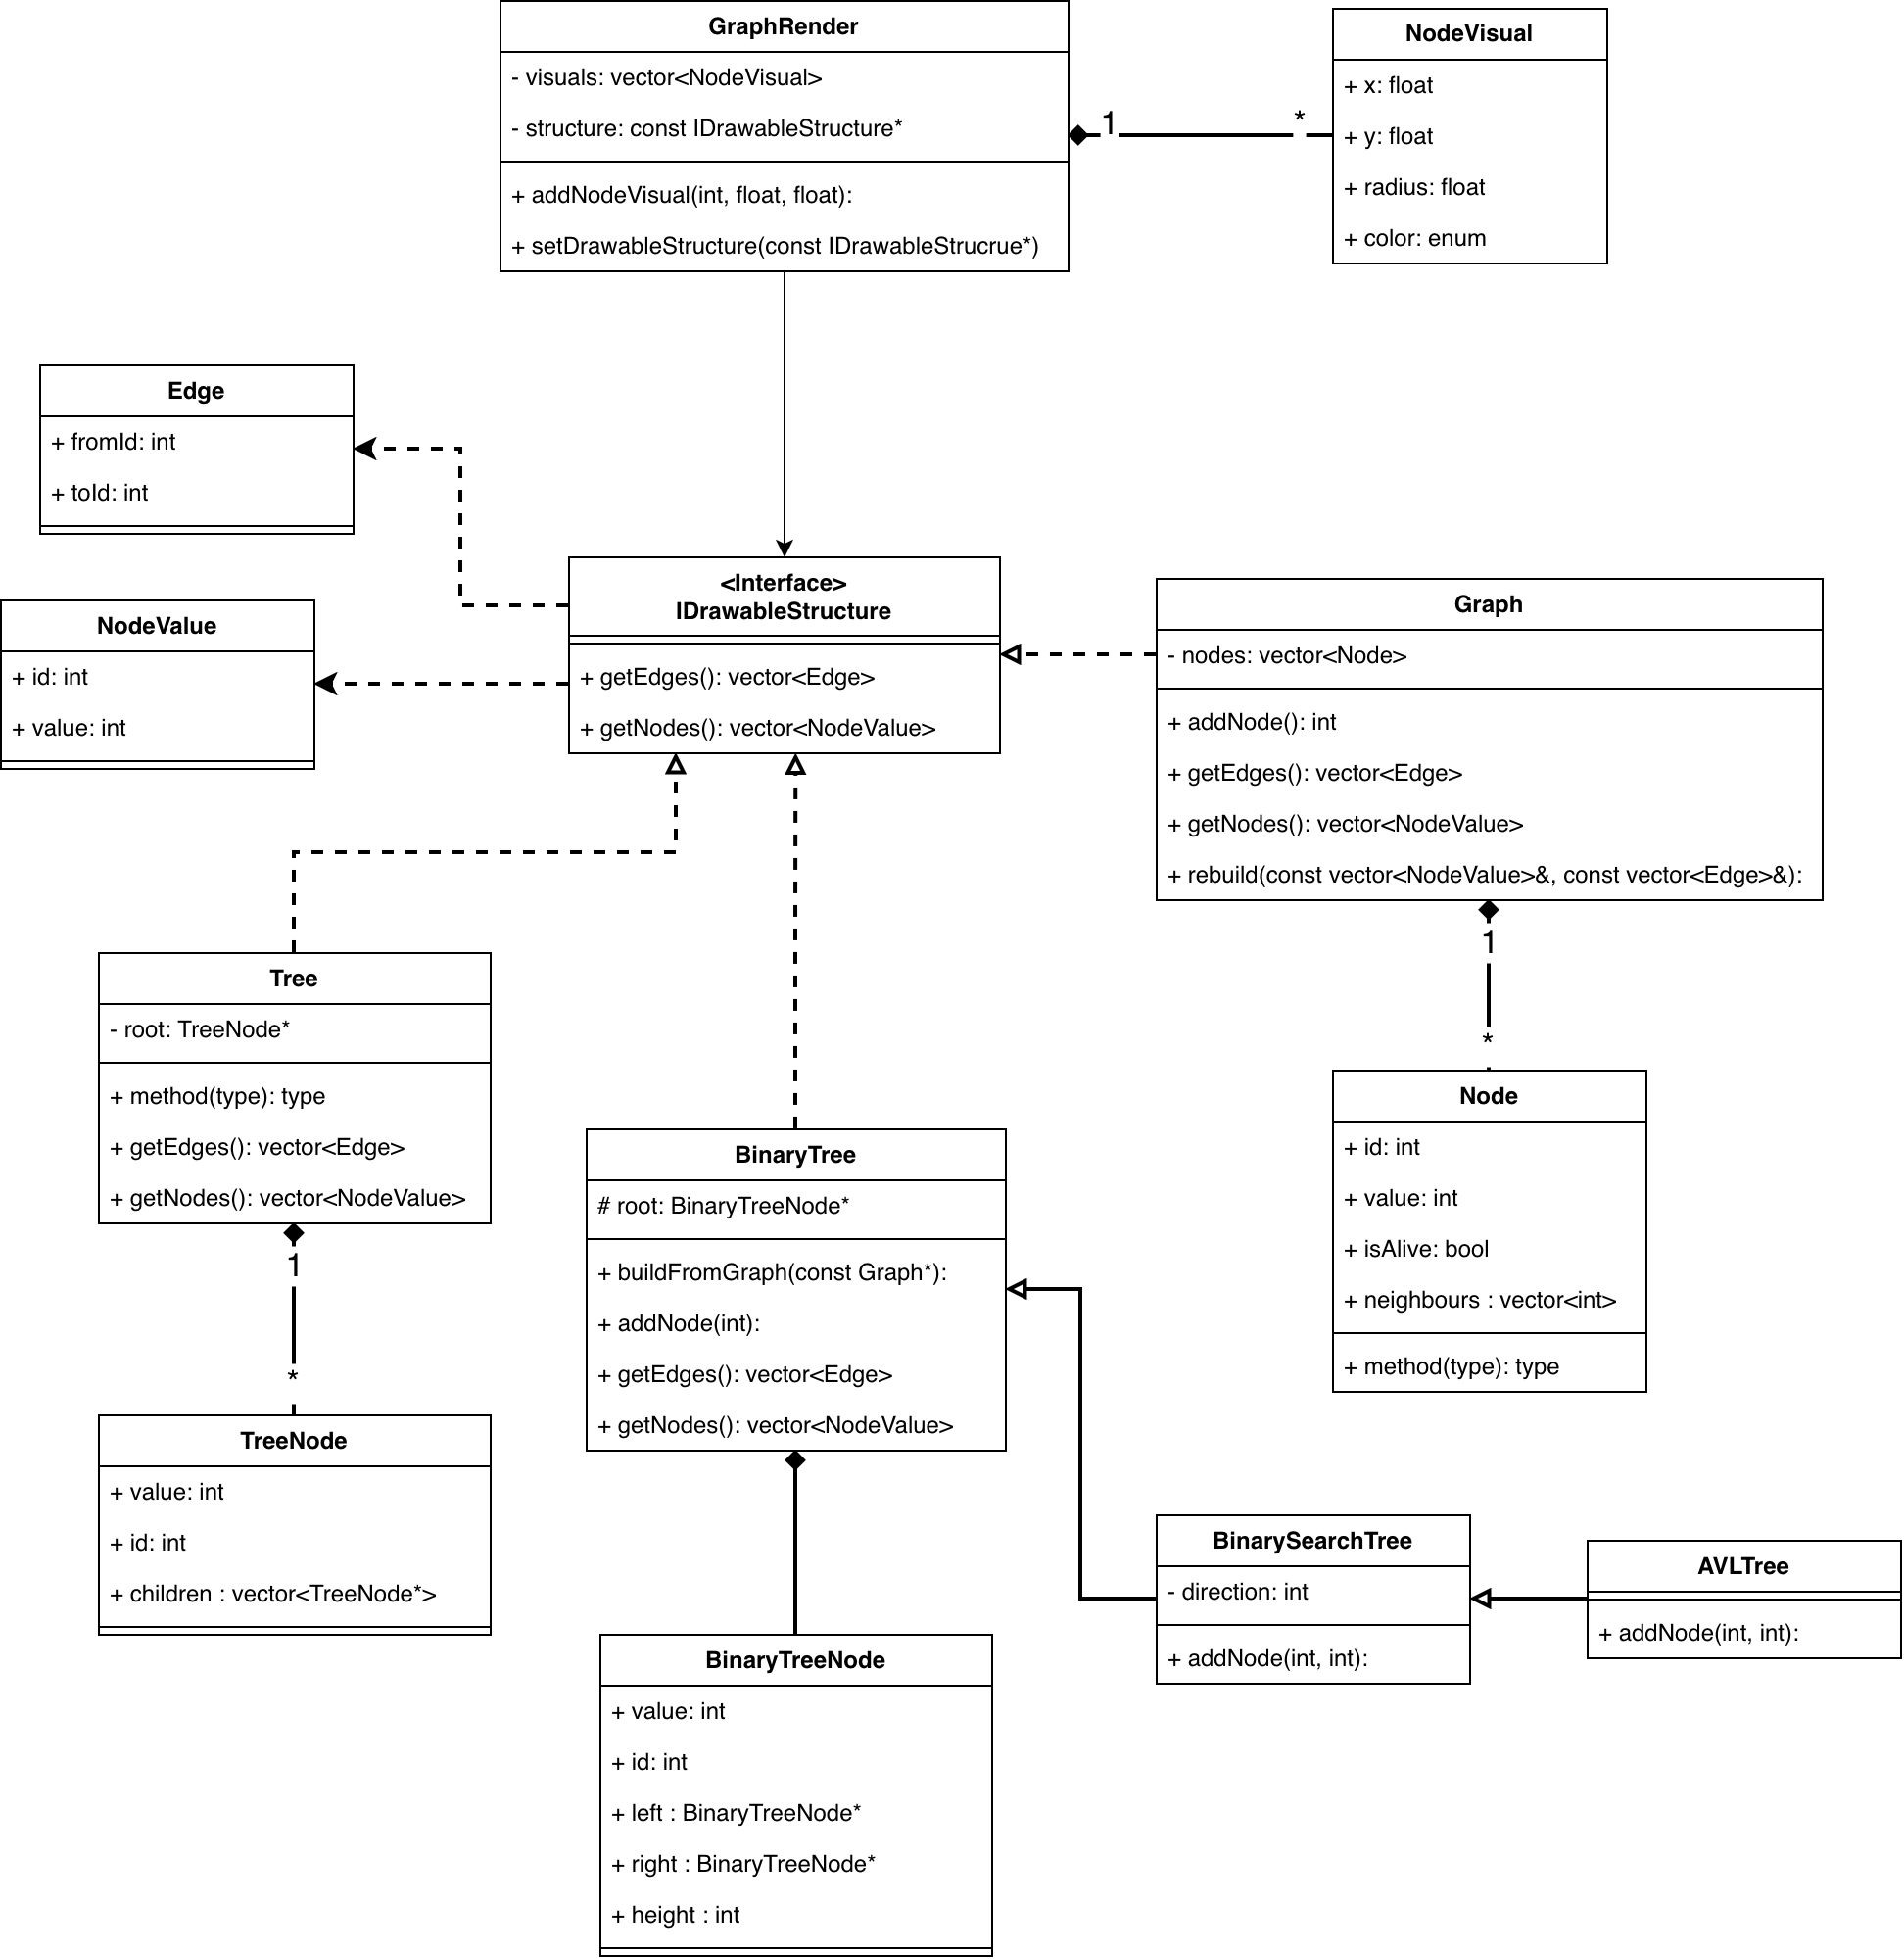 GraphRender
- visuals: vector<NodeVisual>
- structure: const IDrawableStructure*
+ addNodeVisual(int, float, float):
+ setDrawableStructure(const IDrawableStrucrue*)
1
*
NodeVisual
+ x: float
+ y: float
+ radius: float
+ color: enum
Edge
+ fromId: int
+ toId: int
NodeValue
+ id: int
+ value: int
<Interface>
IDrawableStructure
+ getEdges(): vector<Edge>
+ getNodes(): vector<NodeValue>
Graph
- nodes: vector<Node>
+ addNode(): int
+ getEdges(): vector<Edge>
+ getNodes(): vector<NodeValue>
+ rebuild(const vector<NodeValue>&, const vector<Edge>&):
1
*
Node
+ id: int
+ value: int
+ isAlive: bool
+ neighbours : vector<int>
+ method(type): type
Tree
- root: TreeNode*
+ method(type): type
+ getEdges(): vector<Edge>
+ getNodes(): vector<NodeValue>
1
*
TreeNode
+ value: int
+ id: int
+ children : vector<TreeNode*>
BinaryTree
# root: BinaryTreeNode*
+ buildFromGraph(const Graph*):
+ addNode(int):
+ getEdges(): vector<Edge>
+ getNodes(): vector<NodeValue>
BinaryTreeNode
+ value: int
+ id: int
+ left : BinaryTreeNode*
+ right : BinaryTreeNode*
+ height : int
BinarySearchTree
- direction: int
+ addNode(int, int):
AVLTree
+ addNode(int, int):